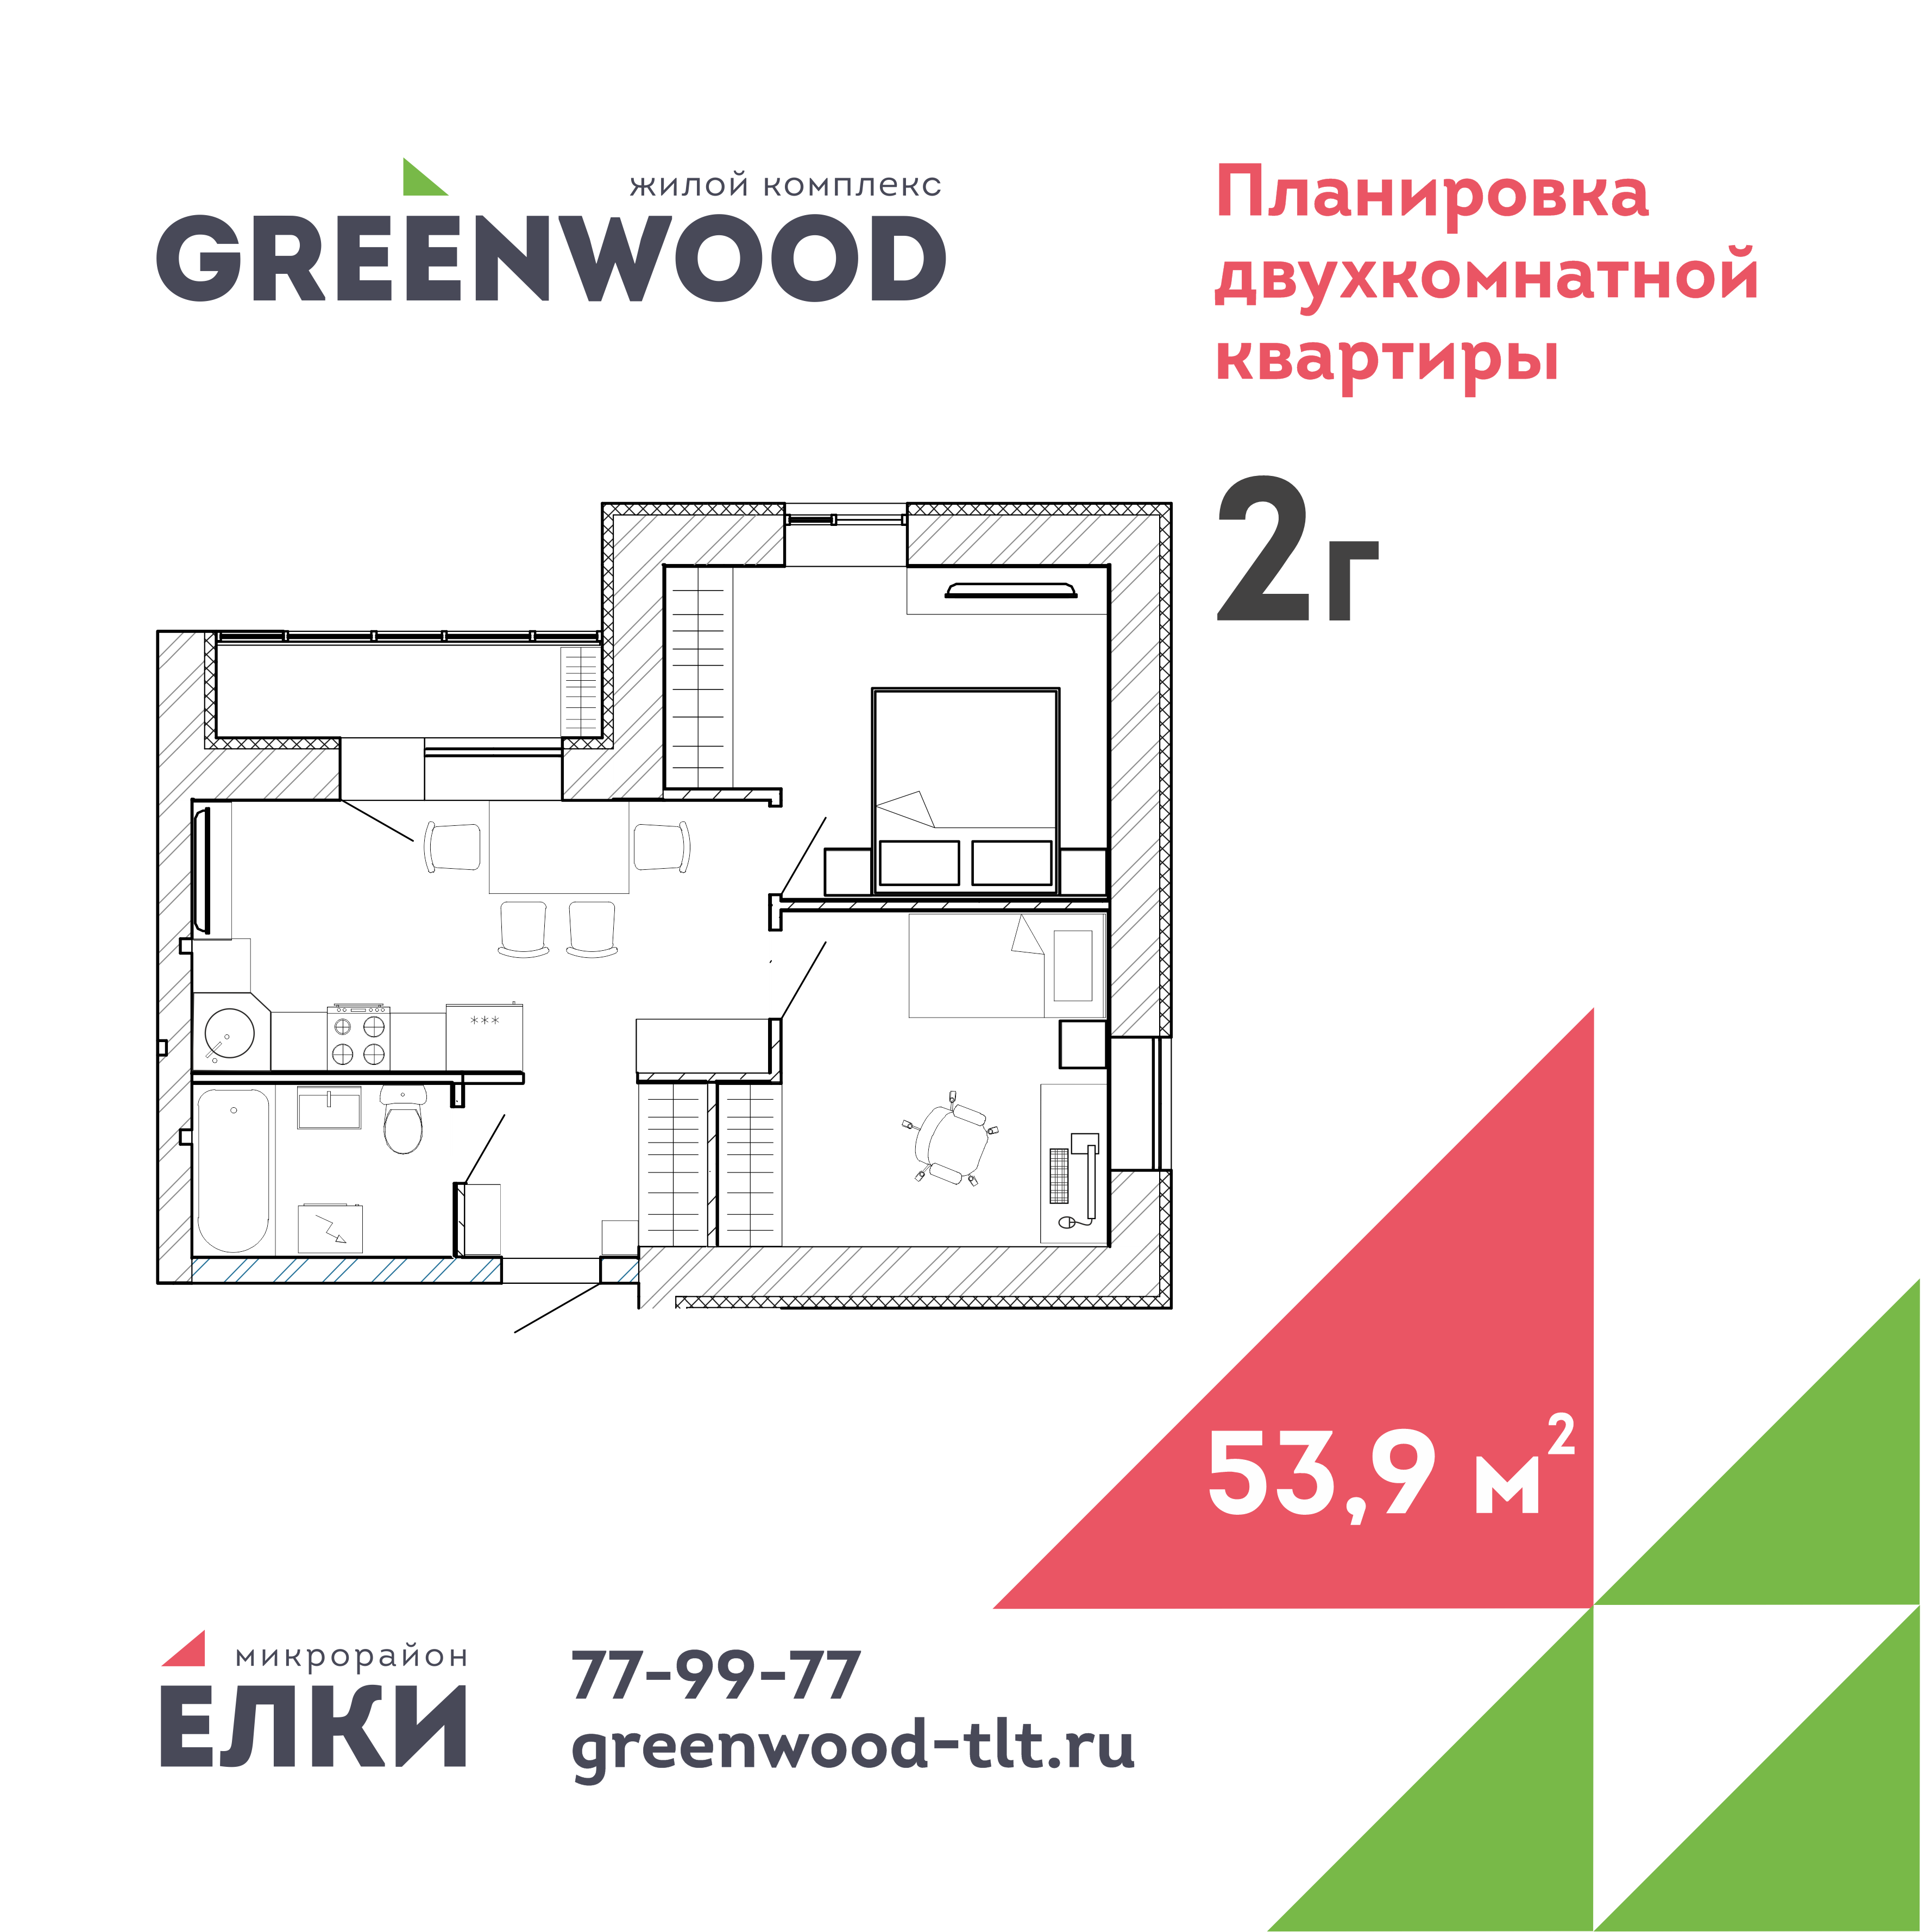 жилой комплекс
GREENWOOD
Планировка
двухкомнатной
квартиры
2г
53,9 м²
микрорайон
ЕЛКИ
77-99-77
greenwood-tlt.ru